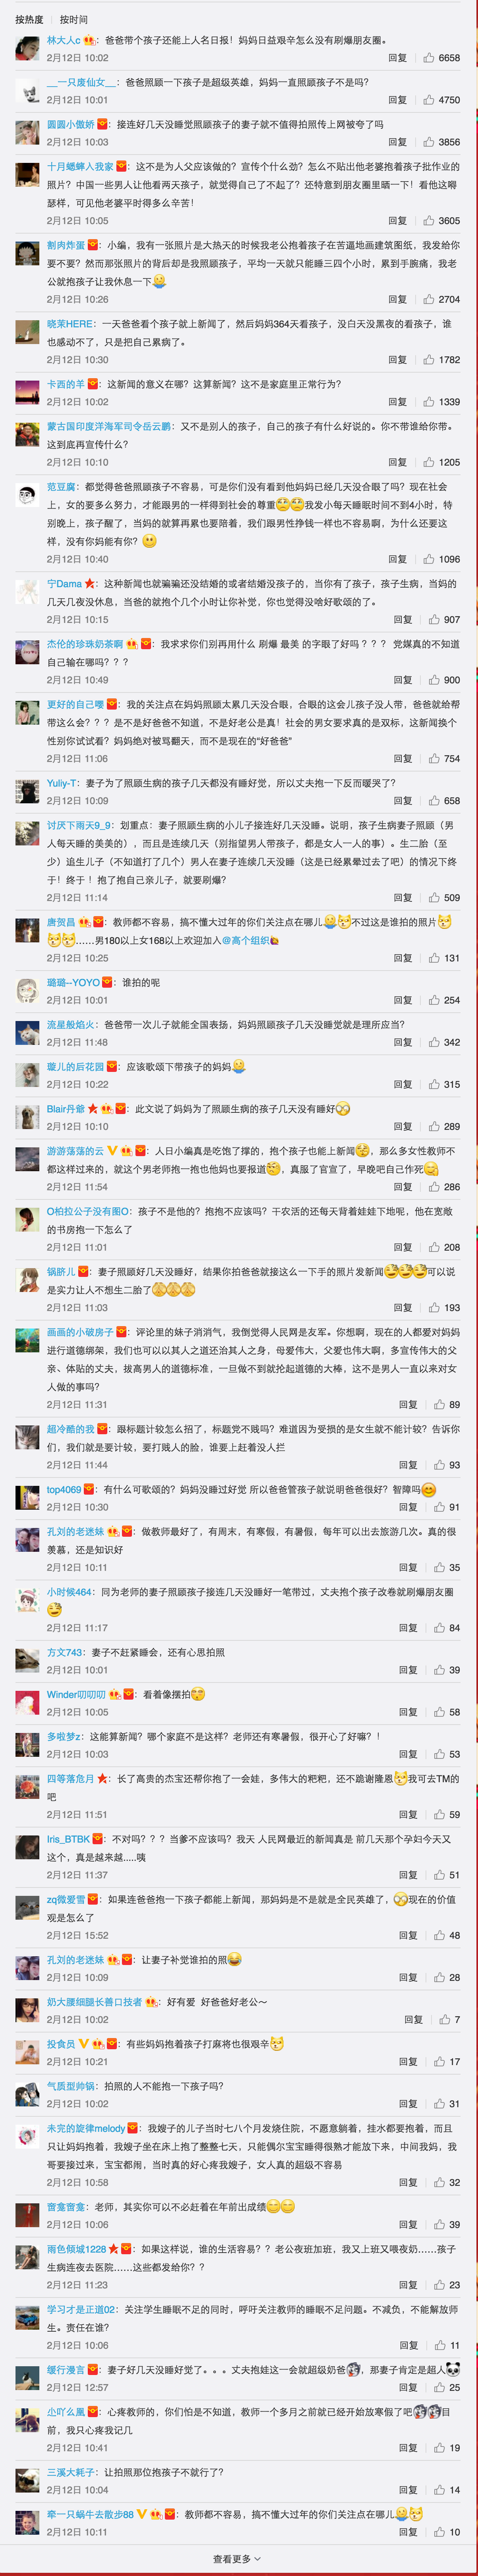 按热度 按时间
林大人c：爸爸带个孩子还能上人名日报！妈妈日益艰辛怎么没有刷爆朋友圈。
2月12日 10:02 回复 6658
__一只废仙女__：爸爸照顾一下孩子是超级英雄，妈妈一直照顾孩子不是吗？
2月12日 10:01 回复 4750
圆圆小傲娇：接连好几天没睡觉照顾孩子的妻子就不值得拍照传上网被夸了吗
2月12日 10:03 回复 3856
十月蟋蟀人我家：这不是为人父应该做的？宣传个什么劲？怎么不贴出他老婆抱着孩子批作业的
照片？中国一些男人让他看两天孩子，就觉得自己了不起了？还特意到朋友圈里晒一下！看他这嘚
瑟样，可见他老婆平时得多么辛苦！
2月12日 10:05 回复 3605
割肉炸蛋：小编，我有一张照片是大热天的时候我老公抱着孩子在苦逼地画建筑图纸，我发给你
要不要？然而那张照片的背后却是我照顾孩子，平均一天就只能睡三四个小时，累到手腕痛，我老
公就抱孩子让我休息一下
2月12日 10:26 回复 2704
晓茉HERE：一天爸爸看个孩子就上新闻了，然后妈妈364天看孩子，没白天没黑夜的看孩子，谁
也感动不了，只是把自己累病了。
2月12日 10:30 回复 1782
卡西的羊：这新闻的意义在哪？这算新闻？这不是家庭里正常行为？
2月12日 10:02 回复 1339
蒙古国印度洋海军司令岳云鹏：又不是别人的孩子，自己的孩子有什么好说的。你不带谁给你带。
这到底再宣传什么？
2月12日 10:10 回复 1205
范豆腐：都觉得爸爸照顾孩子不容易，可是你们没有看到他妈妈已经几天没合眼了吗？现在社会
上，女的要多么努力，才能跟男的一样得到社会的尊重我发小每天睡眠时间不到4小时，特
别晚上，孩子醒了，当妈的就算再累也要陪着，我们跟男性挣钱一样也不容易啊，为什么还要这
样，没有你妈能有你？
2月12日 10:40 回复 1096
宁Dama：这种新闻也就骗骗还没结婚的或者结婚没孩子的，当你有了孩子，孩子生病，当妈的
几天几夜没休息，当爸的就抱个几个小时让你补觉，你也觉得没啥好歌颂的了。
2月12日 10:15 回复 907
杰伦的珍珠奶茶啊：我求求你们别再用什么 刷爆 最美 的字眼了好吗？？？ 党媒真的不知道
自己输在哪吗？？？
2月12日 10:49 回复 900
更好的自己嘤：我的关注点在妈妈照顾太累几天没合眼，合眼的这会儿孩子没人带，爸爸就给帮
带这么会？？？是不是好爸爸不知道，不是好老公是真！社会的男女要求真的是双标，这新闻换个
性别你试试看？妈妈绝对被骂翻天，而不是现在的“好爸爸”
2月12日 11:06 回复 754
Yuliy-T：妻子为了照顾生病的孩子几天都没有睡好觉，所以丈夫抱一下反而暖哭了？
2月12日 10:09 回复 658
讨厌下雨天9_9：划重点：妻子照顾生病的小儿子接连好几天没睡。说明，孩子生病妻子照顾（男
人每天睡的美美的），而且是连续几天（别指望男人带孩子，都是女人一人的事）。生二胎（至
少）追生儿子（不知道打了几个）男人在妻子连续几天没睡（这是已经累晕过去了吧）的情况下终
于！终于！抱了抱自己亲儿子，就要刷爆？
2月12日 11:14 回复 509
唐贺昌：教师都不容易，搞不懂大过年的你们关注点在哪儿不过这是谁拍的照片
……男180以上女168以上欢迎加入@高个组织
2月12日 10:25 回复 131
璐璐--YOYO：谁拍的呢
2月12日 10:01 回复 254
流星般焰火：爸爸带一次儿子就能全国表扬，妈妈照顾孩子几天没睡觉就是理所应当？
2月12日 11:48 回复 342
璇儿的后花园：应该歌颂下带孩子的妈妈
2月12日 10:22 回复 315
Blair丹爺：此文说了妈妈为了照顾生病的孩子几天没有睡好
2月12日 10:10 回复 289
游游荡荡的云：人日小编真是吃饱了撑的，抱个孩子也能上新闻，那么多女性教师不
都这样过来的，就这个男老师抱一抱也他妈也要报道，真服了官宣了，早晚吧自己作死
2月12日 11:54 回复 286
O柏拉公子没有图O：孩子不是他的？抱抱不应该吗？干农活的还每天背着娃娃下地呢，他在宽敞
的书房抱一下怎么了
2月12日 11:01 回复 208
锅脐儿：妻子照顾好几天没睡好，结果你拍爸爸就接这么一下手的照片发新闻可以说
是实力让人不想生二胎了
2月12日 11:03 回复 193
画画的小破房子：评论里的妹子消消气，我倒觉得人民网是友军。你想啊，现在的人都爱对妈妈
进行道德绑架，我们也可以以其人之道还治其人之身，母爱伟大，父爱也伟大啊，多宣传伟大的父
亲、体贴的丈夫，拔高男人的道德标准，一旦做不到就抡起道德的大棒，这不是男人一直以来对女
人做的事吗？
2月12日 11:31 回复 89
超冷酷的我：跟标题计较怎么招了，标题党不贱吗？难道因为受损的是女生就不能计较？告诉你
们，我们就是要计较，要打贱人的脸，谁要上赶着没人拦
2月12日 11:44 回复 93
top4069：有什么可歌颂的？妈妈没睡过好觉 所以爸爸管孩子就说明爸爸很好？智障吗
2月12日 10:30 回复 91
孔刘的老迷妹：做教师最好了，有周末，有寒假，有暑假，每年可以出去旅游几次。真的很
羡慕，还是知识好
2月12日 10:11 回复 35
小时候464：同为老师的妻子照顾孩子接连几天没睡好一笔带过，丈夫抱个孩子改卷就刷爆朋友圈
2月12日 11:17 回复 84
方文743：妻子不赶紧睡会，还有心思拍照
2月12日 10:01 回复 39
Winder叨叨叨：看着像摆拍
2月12日 10:05 回复 58
多啦梦z：这能算新闻？哪个家庭不是这样？老师还有寒暑假，很开心了好嘛？！
2月12日 10:03 回复 53
四等落危月：长了高贵的杰宝还帮你抱了一会娃，多伟大的粑粑，还不跪谢隆恩我可去TM的
吧
2月12日 11:51 回复 59
Iris_BTBK：不对吗？？？当爹不应该吗？我天 人民网最近的新闻真是 前几天那个孕妇今天又
这个，真是越来越.....咦
2月12日 11:37 回复 51
zq微爱雪：如果连爸爸抱一下孩子都能上新闻，那妈妈是不是就是全民英雄了，现在的价值
观是怎么了
2月12日 15:52 回复 48
孔刘的老迷妹：让妻子补觉谁拍的照
2月12日 10:09 回复 28
奶大腰细腿长善口技者：好有爱 好爸爸好老公～
2月12日 10:02 回复 7
投食员：有些妈妈抱着孩子打麻将也很艰辛
2月12日 10:21 回复 17
气质型帅锅：拍照的人不能抱一下孩子吗？
2月12日 10:02 回复 31
未完的旋律melody：我嫂子的儿子当时七八个月发烧住院，不愿意躺着，挂水都要抱着，而且
只让妈妈抱着，我嫂子坐在床上抱了整整七天，只能偶尔宝宝睡得很熟才能放下来，中间我妈，我
哥要接过来，宝宝都闹，当时真的好心疼我嫂子，女人真的超级不容易
2月12日 10:58 回复 32
啻龛啻龛：老师，其实你可以不必赶着在年前出成绩
2月12日 10:06 回复 39
雨色倾城1228：如果这样说，谁的生活容易？？老公夜班加班，我又上班又喂夜奶……孩子
生病连夜去医院……这些都发给你？？
2月12日 11:23 回复 23
学习才是正道02：关注学生睡眠不足的同时，呼吁关注教师的睡眠不足问题。不减负，不能解放师
生。责任在谁？
2月12日 10:06 回复 11
缓行漫言：妻子好几天没睡好觉了。。。丈夫抱娃这一会就超级奶爸，那妻子肯定是超人
2月12日 12:57 回复 25
尐吖么凰：心疼教师的，你们怕是不知道，教师一个多月之前就已经开始放寒假了吧目
前，我只心疼我记几
2月12日 10:41 回复 19
三溪大耗子：让拍照那位抱孩子不就行了？
2月12日 10:04 回复 14
牵一只蜗牛去散步88：教师都不容易，搞不懂大过年的你们关注点在哪儿
2月12日 10:11 回复 10
查看更多